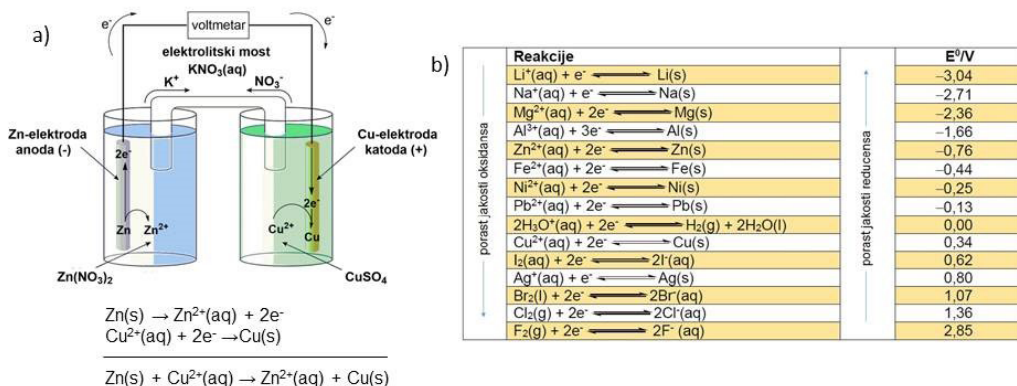 a)
e⁻
voltmetar
e⁻
elektrolitski most
KNO₃(aq)
K⁺
NO₃⁻
Zn-elektroda
anoda (-)
Cu-elektroda
katoda (+)
2e⁻
2e⁻
Zn
Zn²⁺
Cu²⁺
Cu
Zn(NO₃)₂
CuSO₄
Zn(s) → Zn²⁺(aq) + 2e⁻
Cu²⁺(aq) + 2e⁻ →Cu(s)
Zn(s) + Cu²⁺(aq) → Zn²⁺(aq) + Cu(s)
b)
porast jakosti oksidansa
porast jakosti reducensa
Reakcije E⁰/V
Li⁺(aq) + e⁻ ⇌ Li(s) −3,04
Na⁺(aq) + e⁻ ⇌ Na(s) −2,71
Mg²⁺(aq) + 2e⁻ ⇌ Mg(s) −2,36
Al³⁺(aq) + 3e⁻ ⇌ Al(s) −1,66
Zn²⁺(aq) + 2e⁻ ⇌ Zn(s) −0,76
Fe²⁺(aq) + 2e⁻ ⇌ Fe(s) −0,44
Ni²⁺(aq) + 2e⁻ ⇌ Ni(s) −0,25
Pb²⁺(aq) + 2e⁻ ⇌ Pb(s) −0,13
2H₃O⁺(aq) + 2e⁻ ⇌ H₂(g) + 2H₂O(l) 0,00
Cu²⁺(aq) + 2e⁻ ⇌ Cu(s) 0,34
I₂(aq) + 2e⁻ ⇌ 2I⁻(aq) 0,62
Ag⁺(aq) + e⁻ ⇌ Ag(s) 0,80
Br₂(l) + 2e⁻ ⇌ 2Br⁻(aq) 1,07
Cl₂(g) + 2e⁻ ⇌ 2Cl⁻(aq) 1,36
F₂(g) + 2e⁻ ⇌ 2F⁻ (aq) 2,85